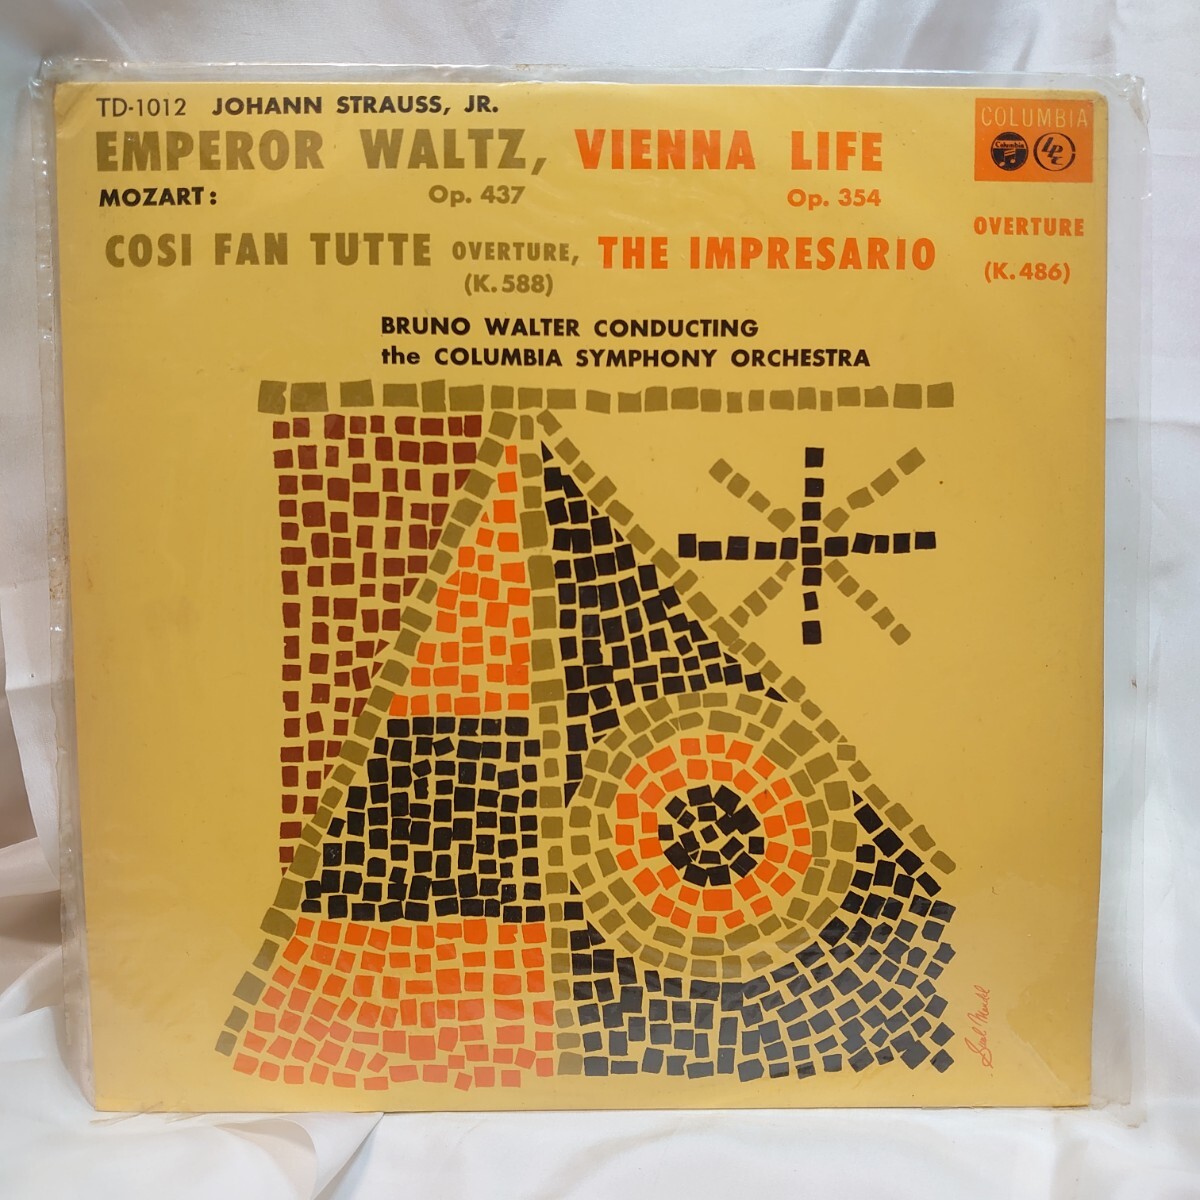 TD-1012 JOHANN STRAUSS, JR.
EMPEROR WALTZ, VIENNA LIFE
Op. 437 Op. 354
MOZART:
COSI FAN TUTTE OVERTURE, THE IMPRESARIO OVERTURE
(K.588) (K.486)
BRUNO WALTER CONDUCTING
the COLUMBIA SYMPHONY ORCHESTRA
COLUMBIA
Columbia